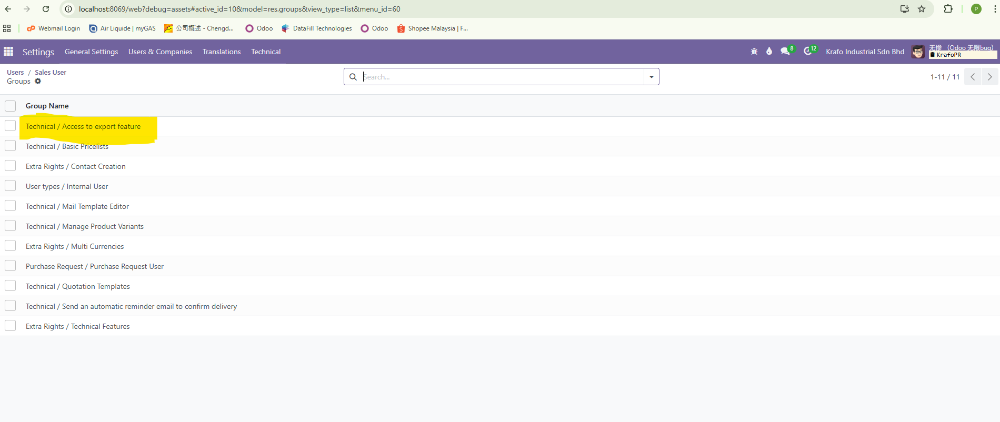 localhost:8069/web?debug=assets#active_id=10&model=res.groups&view_type=list&menu_id=60
P
Webmail Login
Air Liquide | myGAS
公司概述 - Chengd...
Odoo
DataFill Technologies
Odoo
Shopee Malaysia | F...
Settings
General Settings
Users & Companies
Translations
Technical
8
12
Krafo Industrial Sdn Bhd
无惨 (Odoo 无限bug)
KrafoPR
Users / Sales User
Groups
Search...
1-11 / 11
Group Name
Technical / Access to export feature
Technical / Basic Pricelists
Extra Rights / Contact Creation
User types / Internal User
Technical / Mail Template Editor
Technical / Manage Product Variants
Extra Rights / Multi Currencies
Purchase Request / Purchase Request User
Technical / Quotation Templates
Technical / Send an automatic reminder email to confirm delivery
Extra Rights / Technical Features